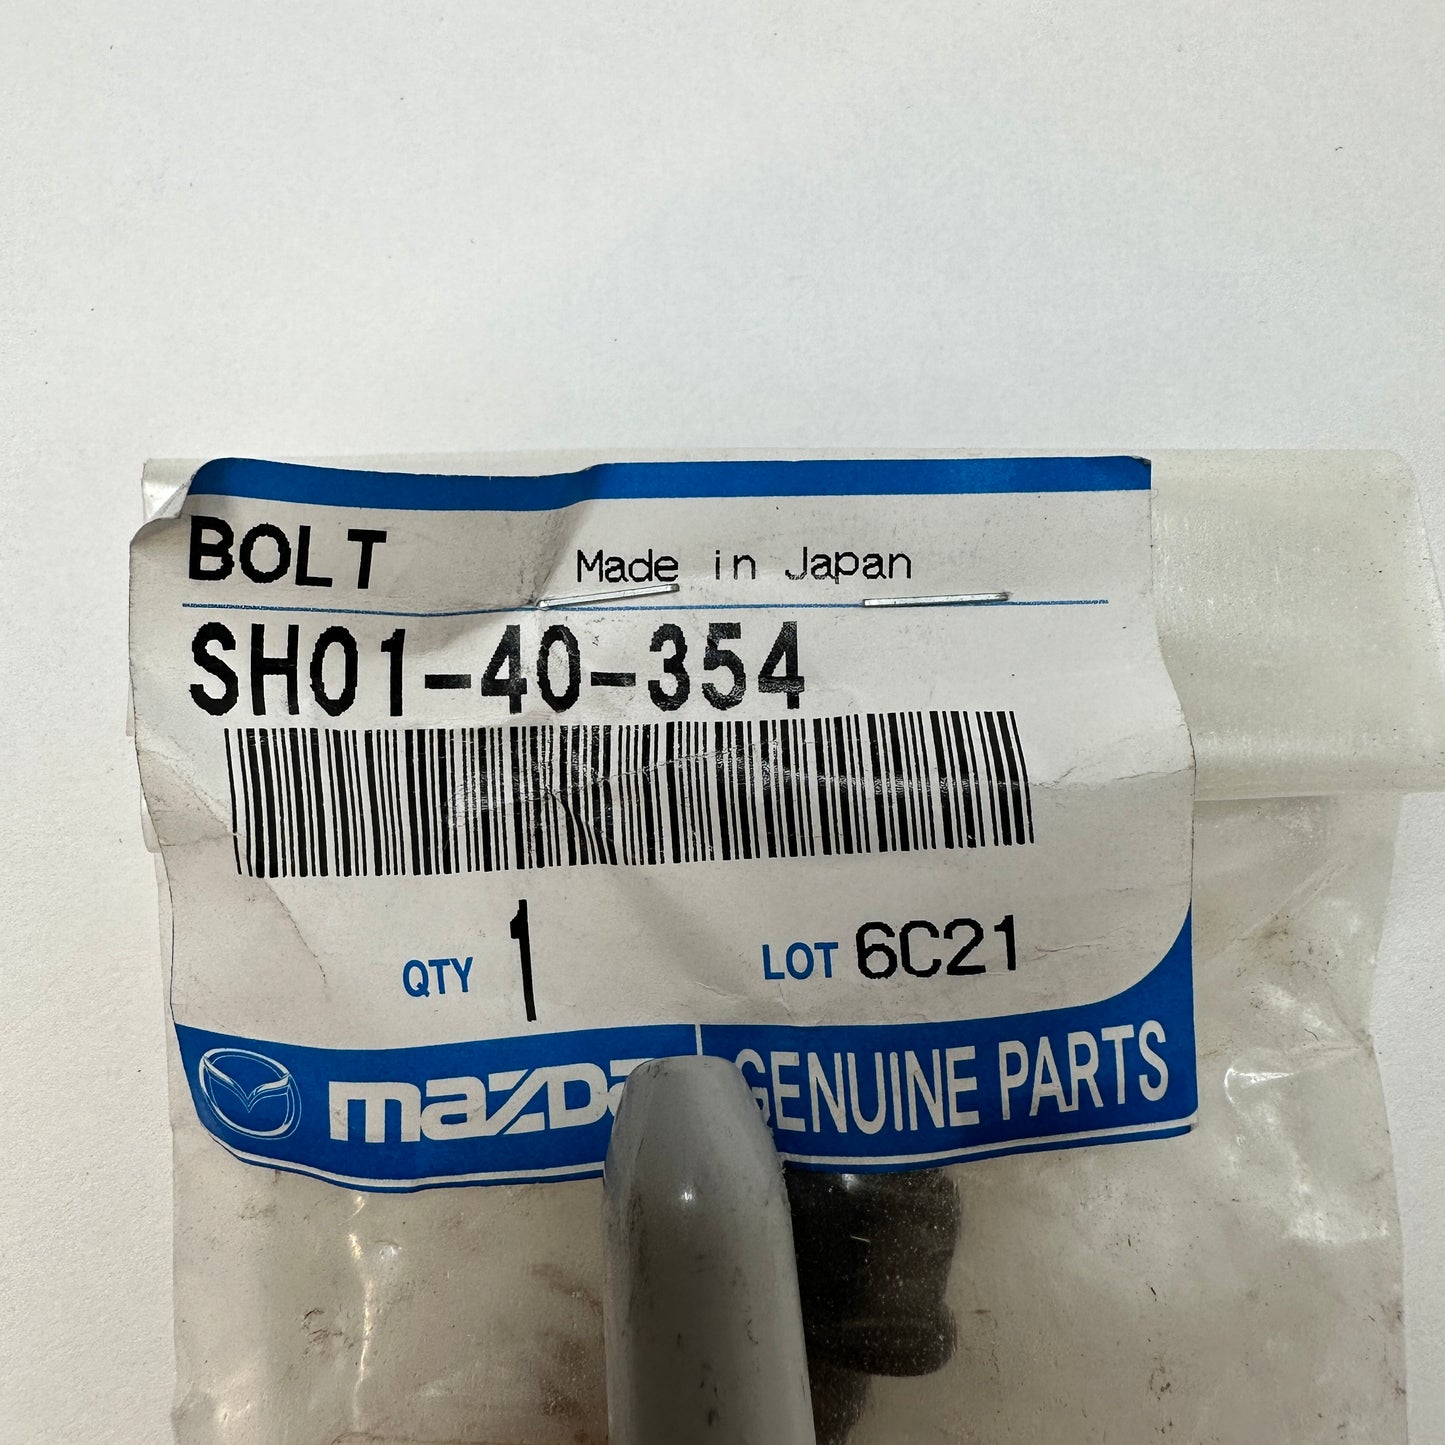 BOLT Made in Japan
SH01-40-354
QTY 1 LOT 6C21
mazda GENUINE PARTS